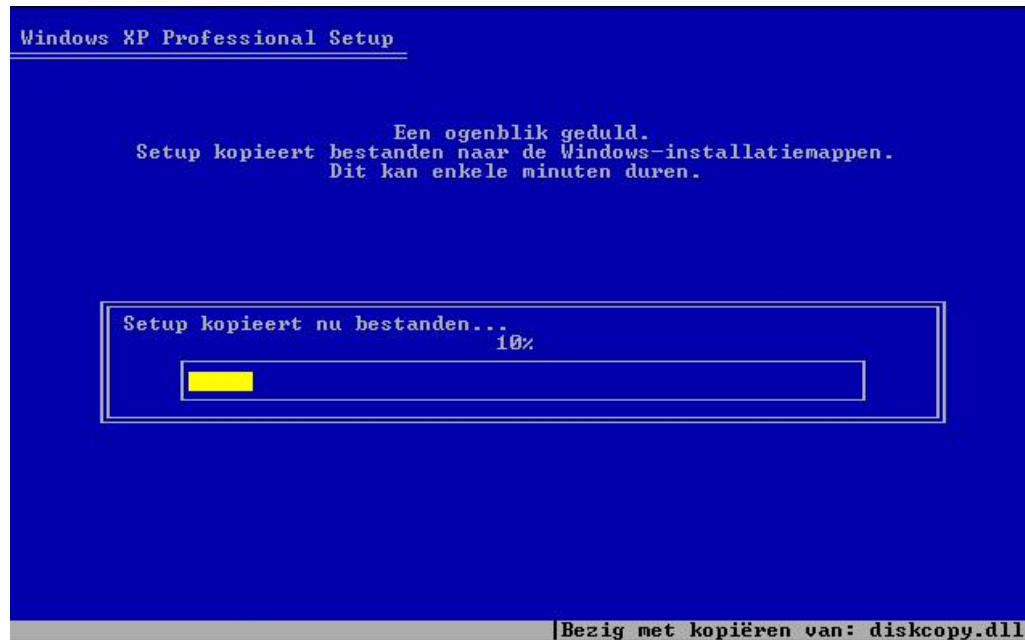 Windows XP Professional Setup
Een ogenblik geduld.
Setup kopieert bestanden naar de Windows-installatiemappen.
Dit kan enkele minuten duren.
Setup kopieert nu bestanden...
10%
Bezig met kopiëren van: diskcopy.dll